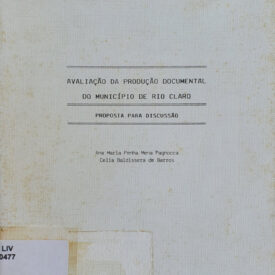 AVALIAÇÃO DA PRODUÇÃO DOCUMENTAL
DO MUNICÍPIO DE RIO CLARO
PROPOSTA PARA DISCUSSÃO
Ana Maria Penha Mena Pagnocca
Celia Baldissera de Barros
LIV
0477